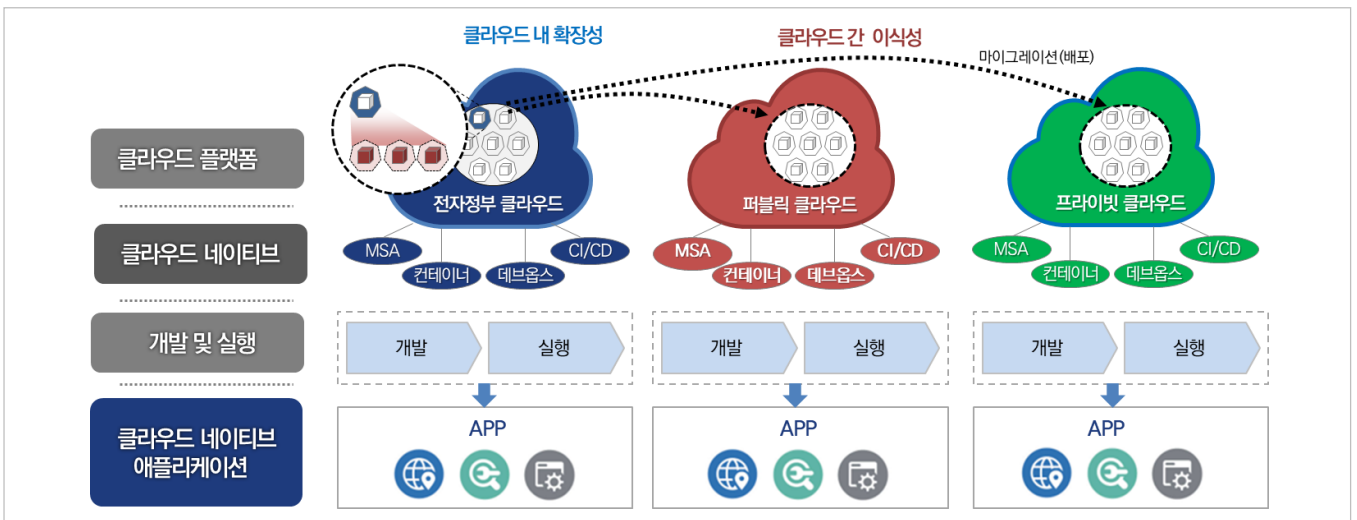 클라우드 내 확장성
클라우드 간 이식성
마이그레이션(배포)
클라우드 플랫폼
전자정부 클라우드
퍼블릭 클라우드
프라이빗 클라우드
클라우드 네이티브
MSA
컨테이너
데브옵스
CI/CD
MSA
컨테이너
데브옵스
CI/CD
MSA
컨테이너
데브옵스
CI/CD
개발 및 실행
개발
실행
개발
실행
개발
실행
클라우드 네이티브
애플리케이션
APP
APP
APP